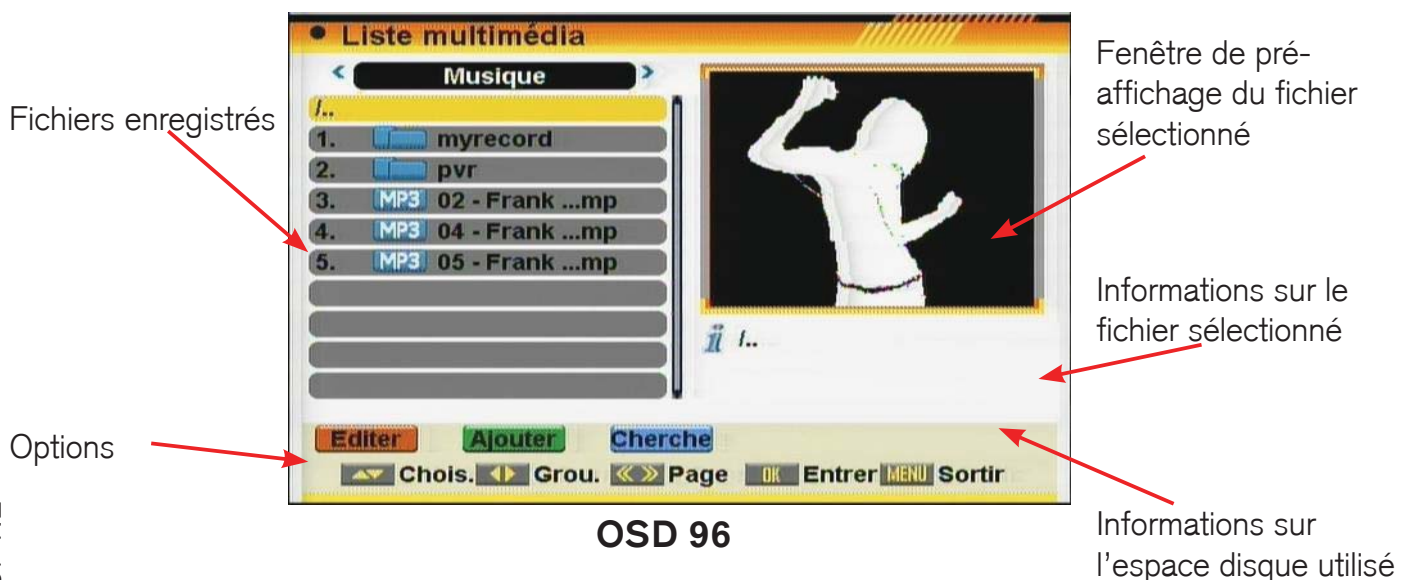 Liste multimédia
Musique
/..
1. myrecord
2. pvr
3. MP3 02 - Frank ...mp
4. MP3 04 - Frank ...mp
5. MP3 05 - Frank ...mp
i /..
Editer Ajouter Cherche
Chois. Grou. Page OK Entrer MENU Sortir
Fichiers enregistrés
Options
Fenêtre de pré-
affichage du fichier
sélectionné
Informations sur le
fichier sélectionné
Informations sur
l'espace disque utilisé
OSD 96